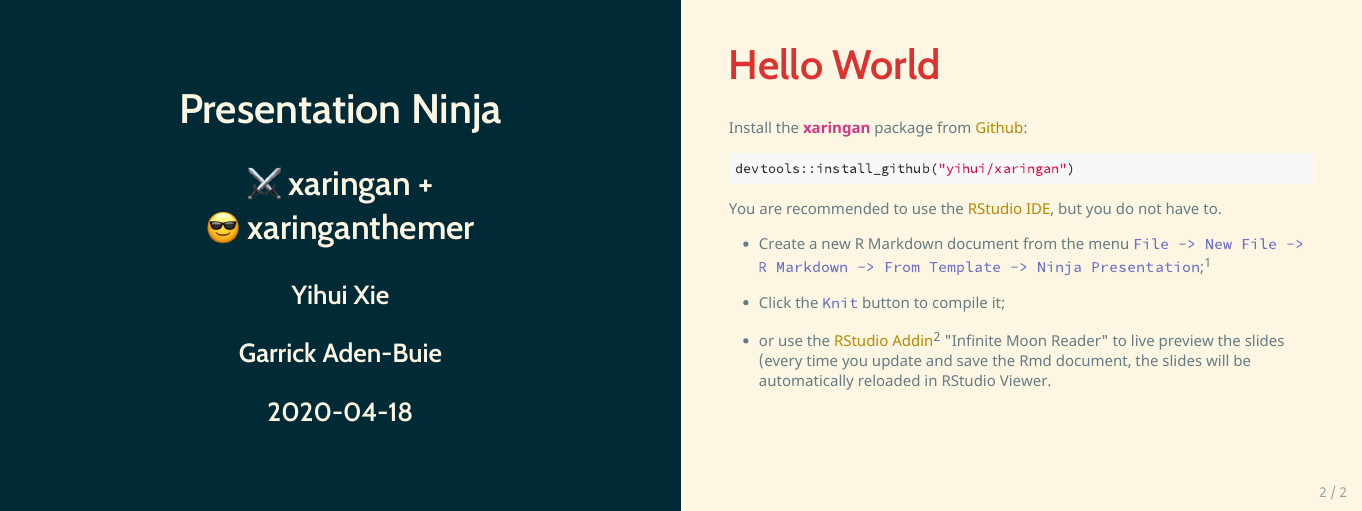 Presentation Ninja
⚔️ xaringan +
😎 xaringanthemer
Yihui Xie
Garrick Aden-Buie
2020-04-18
Hello World
Install the xaringan package from Github:
devtools::install_github("yihui/xaringan")
You are recommended to use the RStudio IDE, but you do not have to.
• Create a new R Markdown document from the menu File -> New File ->
R Markdown -> From Template -> Ninja Presentation;1
• Click the Knit button to compile it;
• or use the RStudio Addin2 "Infinite Moon Reader" to live preview the slides
(every time you update and save the Rmd document, the slides will be
automatically reloaded in RStudio Viewer.
2 / 2